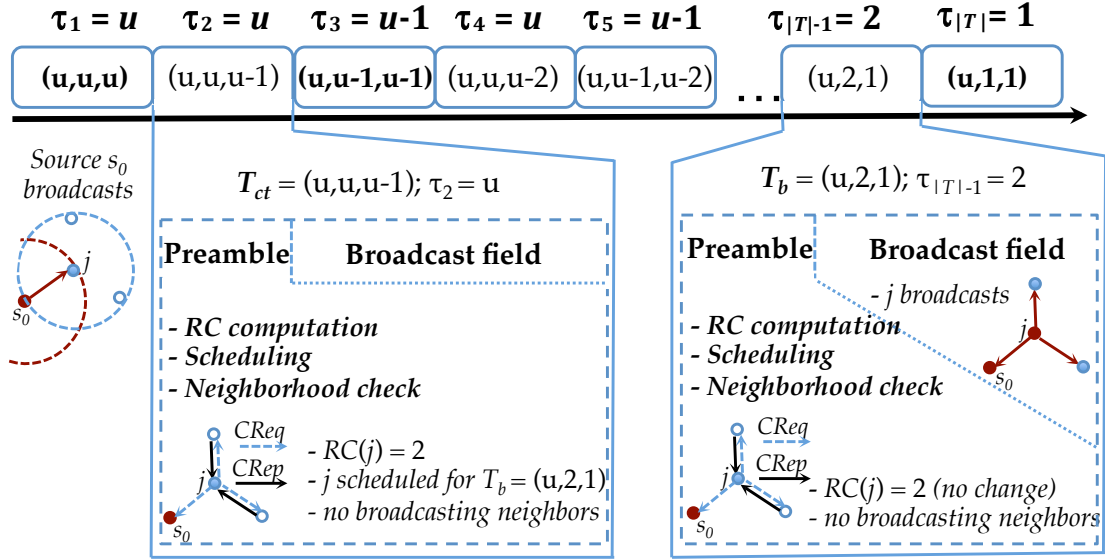 τ1 = u τ2 = u τ3 = u-1 τ4 = u τ5 = u-1 τ|T|-1 = 2 τ|T| = 1
(u,u,u) (u,u,u-1) (u,u-1,u-1) (u,u,u-2) (u,u-1,u-2) ... (u,2,1) (u,1,1)
Source s0
broadcasts
j
s0
Tct = (u,u,u-1); τ2 = u
Preamble Broadcast field
- RC computation
- Scheduling
- Neighborhood check
CReq
CRep
j
s0
- RC(j) = 2
- j scheduled for Tb = (u,2,1)
- no broadcasting neighbors
Tb = (u,2,1); τ|T|-1 = 2
Preamble Broadcast field
- j broadcasts
j
s0
- RC computation
- Scheduling
- Neighborhood check
CReq
CRep
j
s0
- RC(j) = 2 (no change)
- no broadcasting neighbors